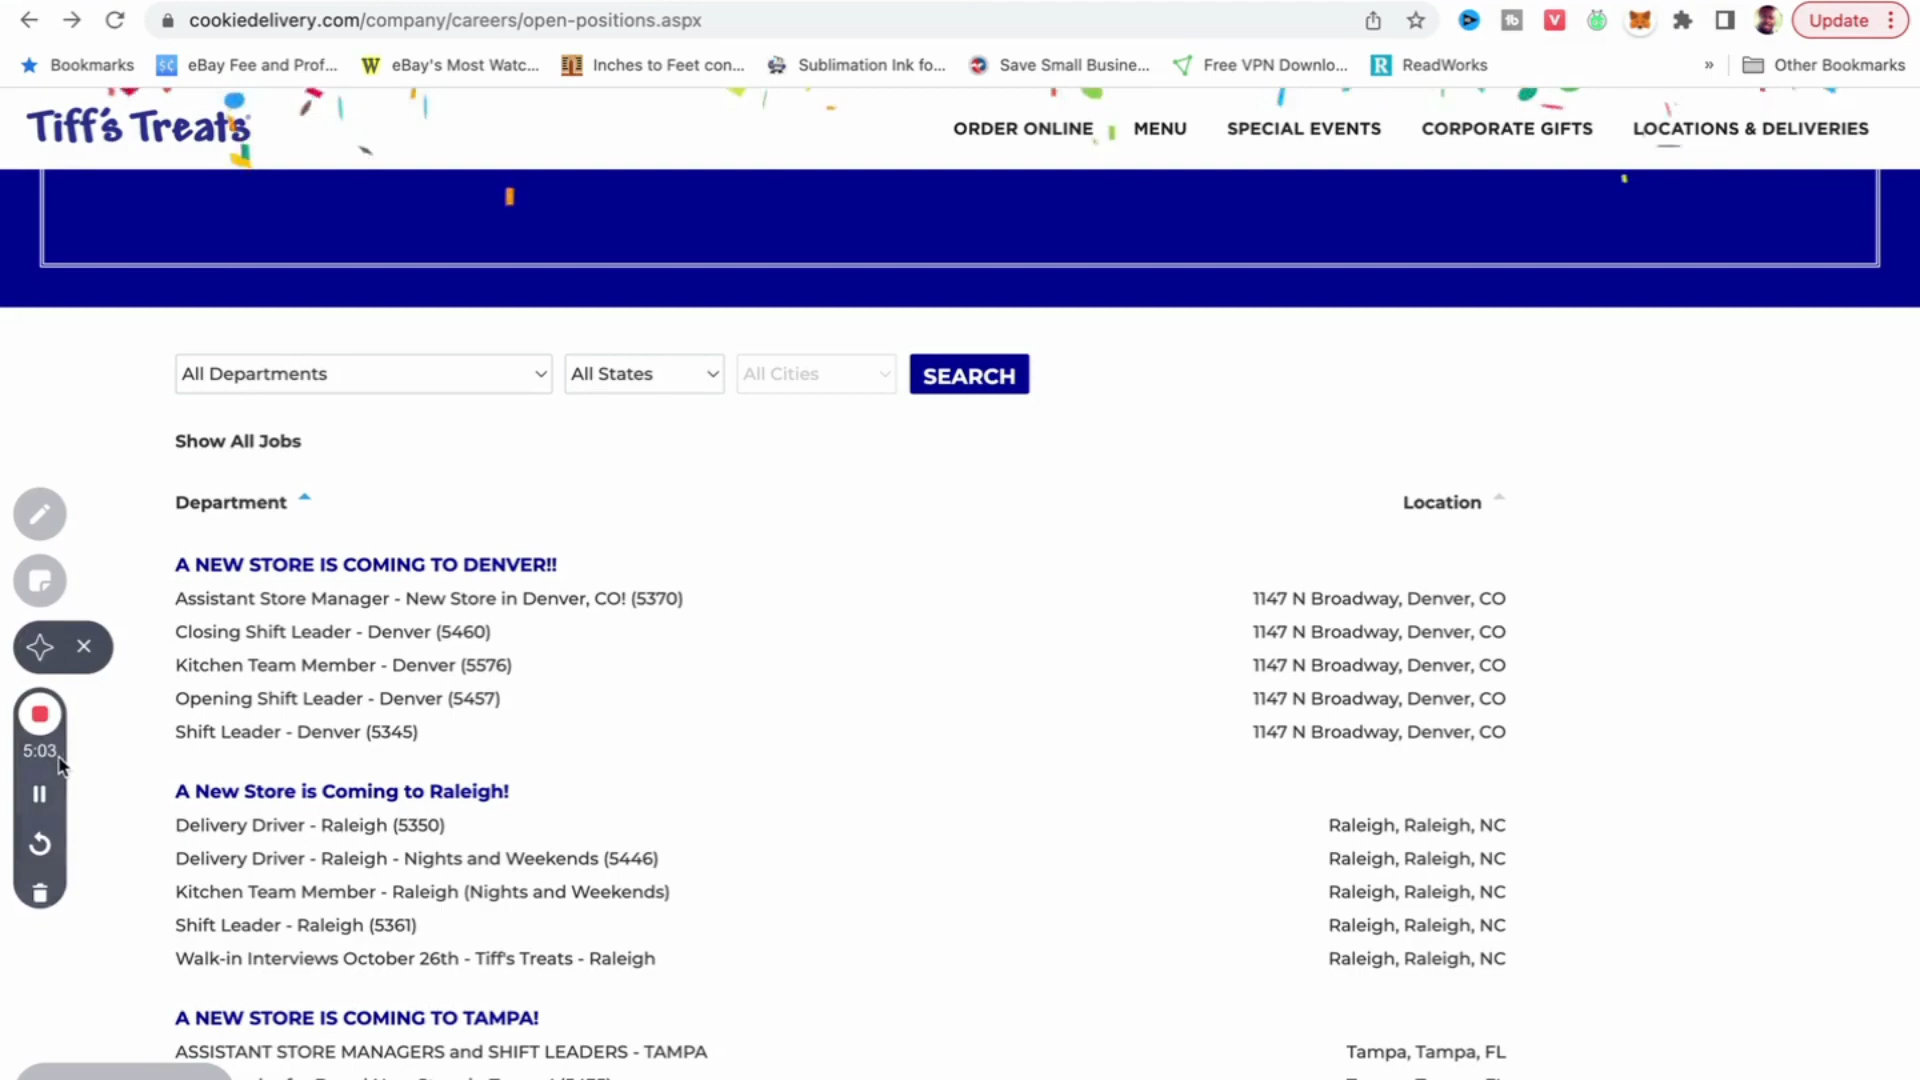 cookiedelivery.com/company/careers/open-positions.aspx
Update
Bookmarks
eBay Fee and Prof...
eBay's Most Watc...
Inches to Feet con...
Sublimation Ink fo...
Save Small Busine...
Free VPN Downlo...
ReadWorks
»
Other Bookmarks
Tiff's Treats
ORDER ONLINE
MENU
SPECIAL EVENTS
CORPORATE GIFTS
LOCATIONS & DELIVERIES
All Departments
All States
All Cities
SEARCH
Show All Jobs
Department
Location
A NEW STORE IS COMING TO DENVER!!
Assistant Store Manager - New Store in Denver, CO! (5370)
1147 N Broadway, Denver, CO
Closing Shift Leader - Denver (5460)
1147 N Broadway, Denver, CO
Kitchen Team Member - Denver (5576)
1147 N Broadway, Denver, CO
Opening Shift Leader - Denver (5457)
1147 N Broadway, Denver, CO
Shift Leader - Denver (5345)
1147 N Broadway, Denver, CO
5:03
A New Store is Coming to Raleigh!
Delivery Driver - Raleigh (5350)
Raleigh, Raleigh, NC
Delivery Driver - Raleigh - Nights and Weekends (5446)
Raleigh, Raleigh, NC
Kitchen Team Member - Raleigh (Nights and Weekends)
Raleigh, Raleigh, NC
Shift Leader - Raleigh (5361)
Raleigh, Raleigh, NC
Walk-in Interviews October 26th - Tiff's Treats - Raleigh
Raleigh, Raleigh, NC
A NEW STORE IS COMING TO TAMPA!
ASSISTANT STORE MANAGERS and SHIFT LEADERS - TAMPA
Tampa, Tampa, FL